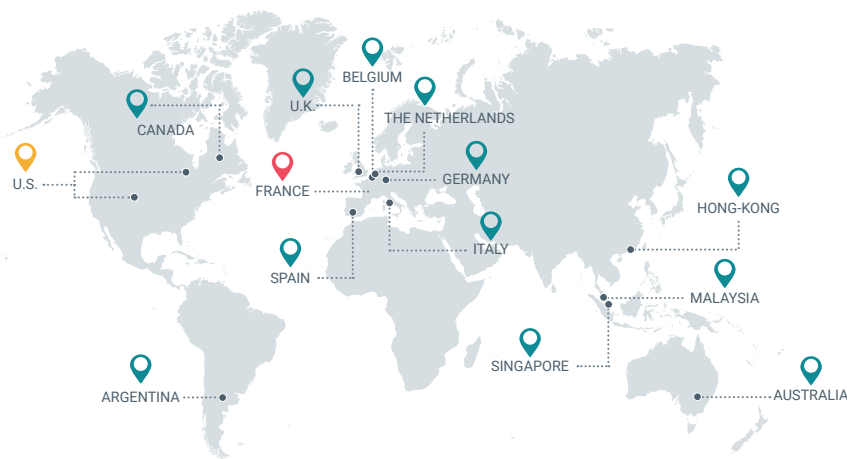 BELGIUM
U.K.
THE NETHERLANDS
CANADA
U.S.
FRANCE
GERMANY
HONG-KONG
ITALY
SPAIN
MALAYSIA
SINGAPORE
ARGENTINA
AUSTRALIA